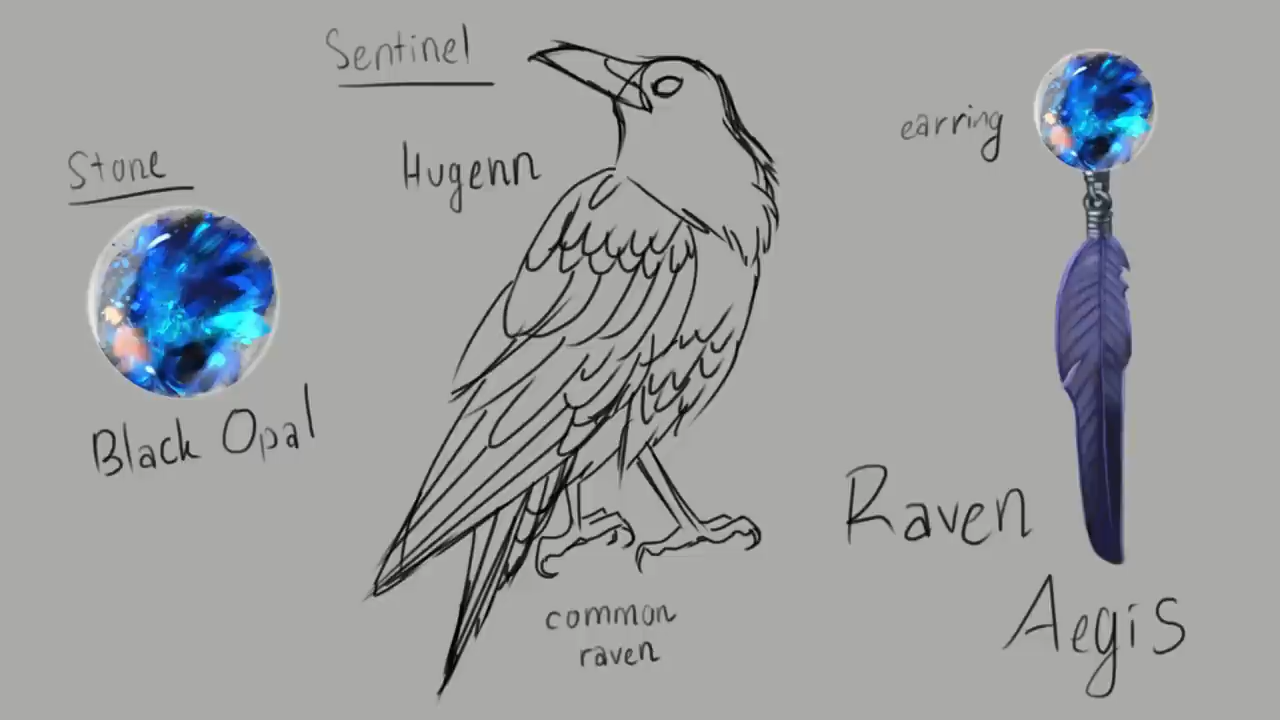 Sentinel
Hugenn
Stone
Black Opal
common
raven
earring
Raven
Aegis